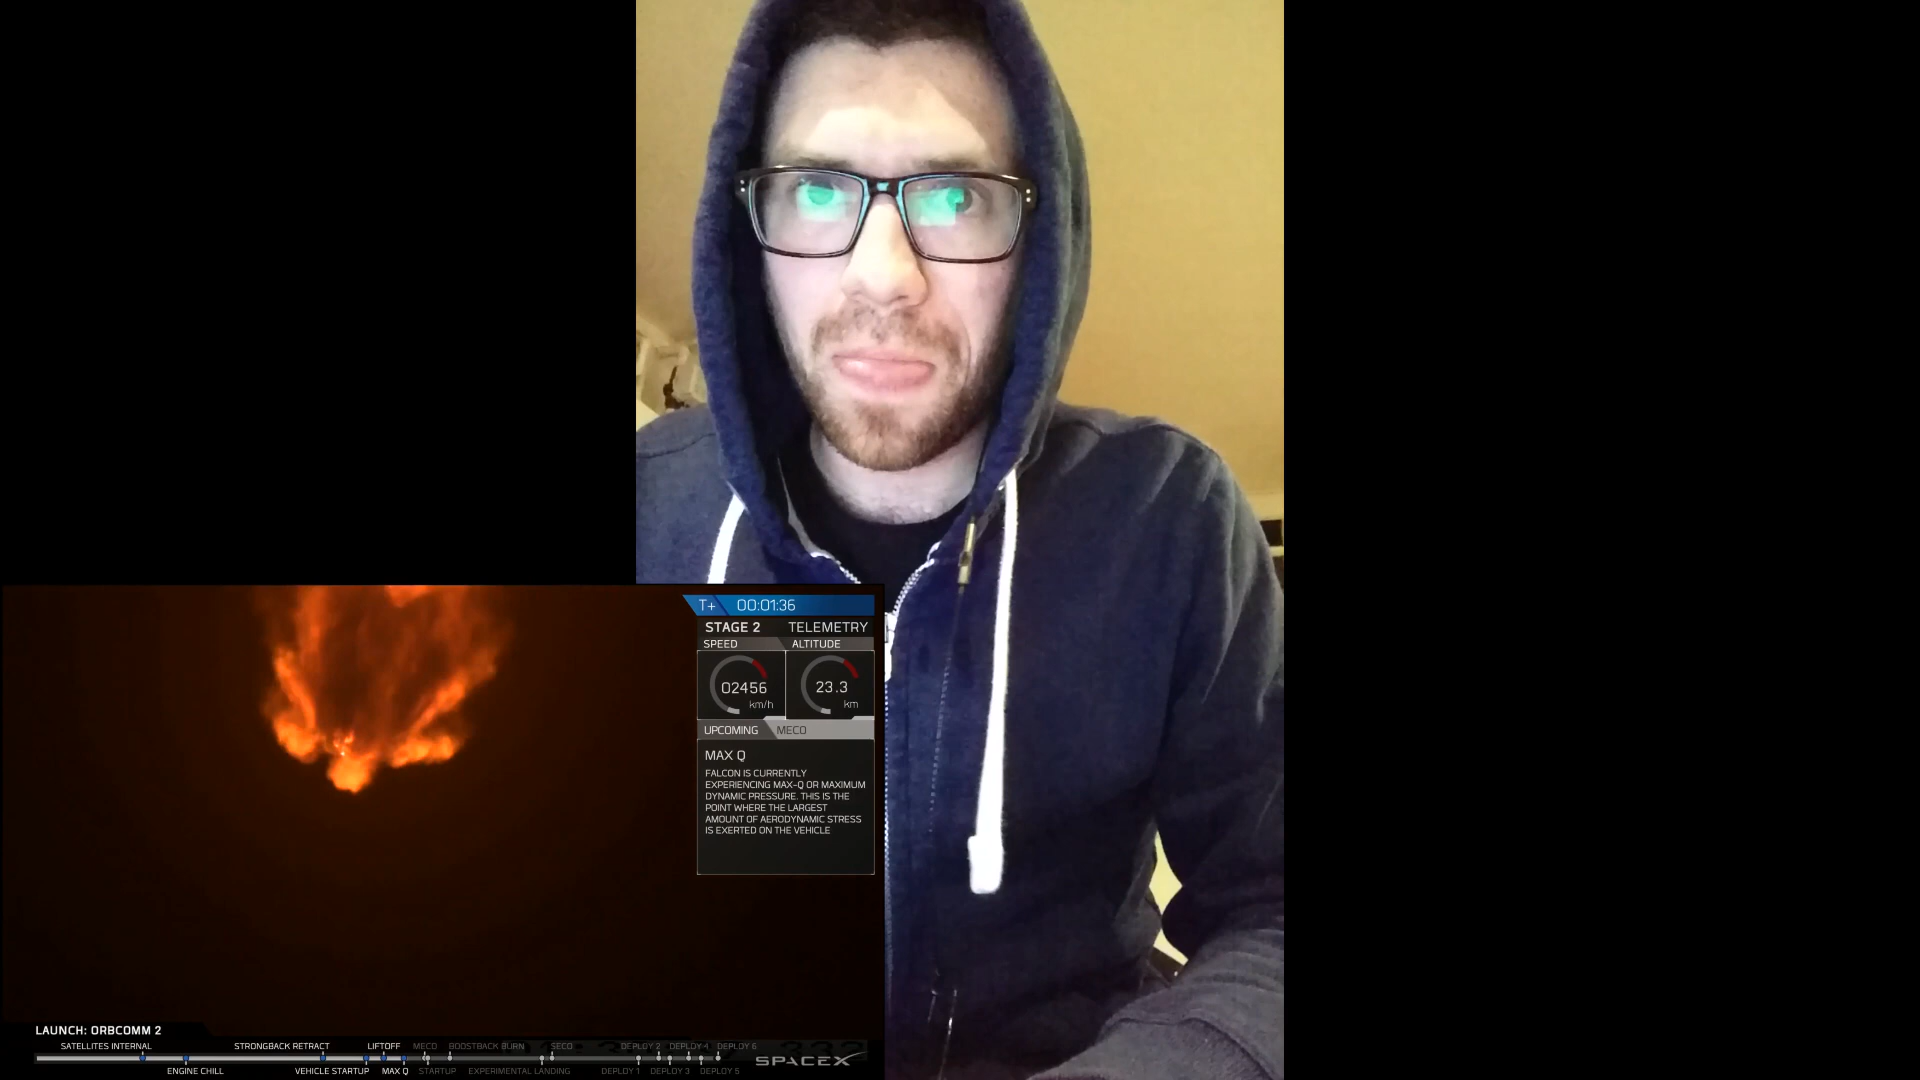 T+ 00:01:36
STAGE 2 TELEMETRY
SPEED ALTITUDE
02456 23.3
km/h km
UPCOMING MECO
MAX Q
FALCON IS CURRENTLY
EXPERIENCING MAX-Q OR MAXIMUM
DYNAMIC PRESSURE. THIS IS THE
POINT WHERE THE LARGEST
AMOUNT OF AERODYNAMIC STRESS
IS EXERTED ON THE VEHICLE
LAUNCH: ORBCOMM 2
SATELLITES INTERNAL STRONGBACK RETRACT LIFTOFF MECO BOOSTBACK BURN SECO DEPLOY 2 DEPLOY 4 DEPLOY 6
SPACEX
ENGINE CHILL VEHICLE STARTUP MAX Q STARTUP EXPERIMENTAL LANDING DEPLOY 1 DEPLOY 3 DEPLOY 5